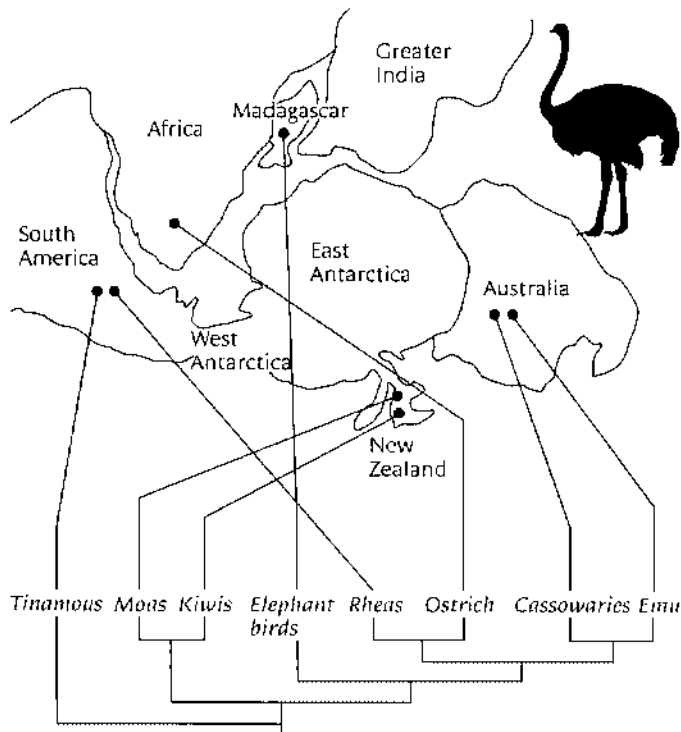 Greater
India
Madagascar
Africa
South
America
East
Antarctica
Australia
West
Antarctica
New
Zealand
Tinamous Moas Kiwis Elephant Rheas Ostrich Cassowaries Emu
birds